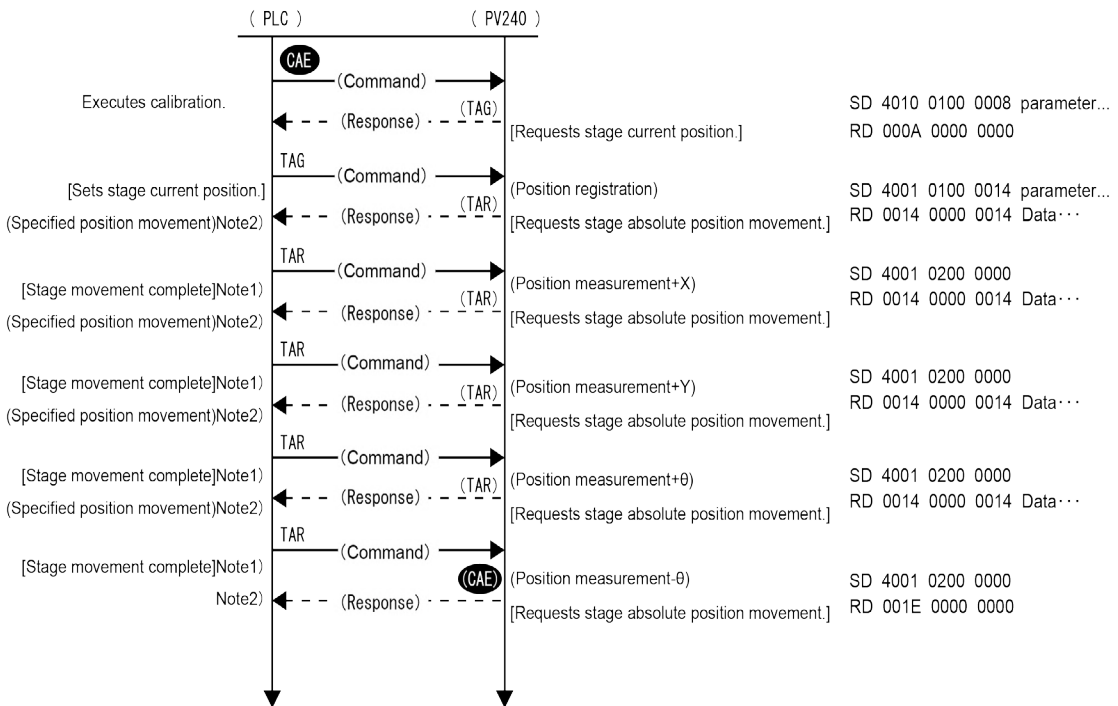 ( PLC ) ( PV240 )
CAE
(Command)
Executes calibration. (Response) (TAG) SD 4010 0100 0008 parameter...
[Requests stage current position.] RD 000A 0000 0000
TAG
(Command)
[Sets stage current position.] (Position registration) SD 4001 0100 0014 parameter...
(Specified position movement)Note2) (Response) (TAR) [Requests stage absolute position movement.] RD 0014 0000 0014 Data···
TAR
(Command) SD 4001 0200 0000
[Stage movement complete]Note1) (Position measurement+X)
(Specified position movement)Note2) (Response) (TAR) [Requests stage absolute position movement.] RD 0014 0000 0014 Data···
TAR
(Command) SD 4001 0200 0000
[Stage movement complete]Note1) (Position measurement+Y)
(Specified position movement)Note2) (Response) (TAR) [Requests stage absolute position movement.] RD 0014 0000 0014 Data···
TAR
(Command)
[Stage movement complete]Note1) (Position measurement+θ) SD 4001 0200 0000
(Specified position movement)Note2) (Response) (TAR) [Requests stage absolute position movement.] RD 0014 0000 0014 Data···
TAR
(Command)
[Stage movement complete]Note1) (CAE) (Position measurement-θ) SD 4001 0200 0000
Note2) (Response) [Requests stage absolute position movement.] RD 001E 0000 0000